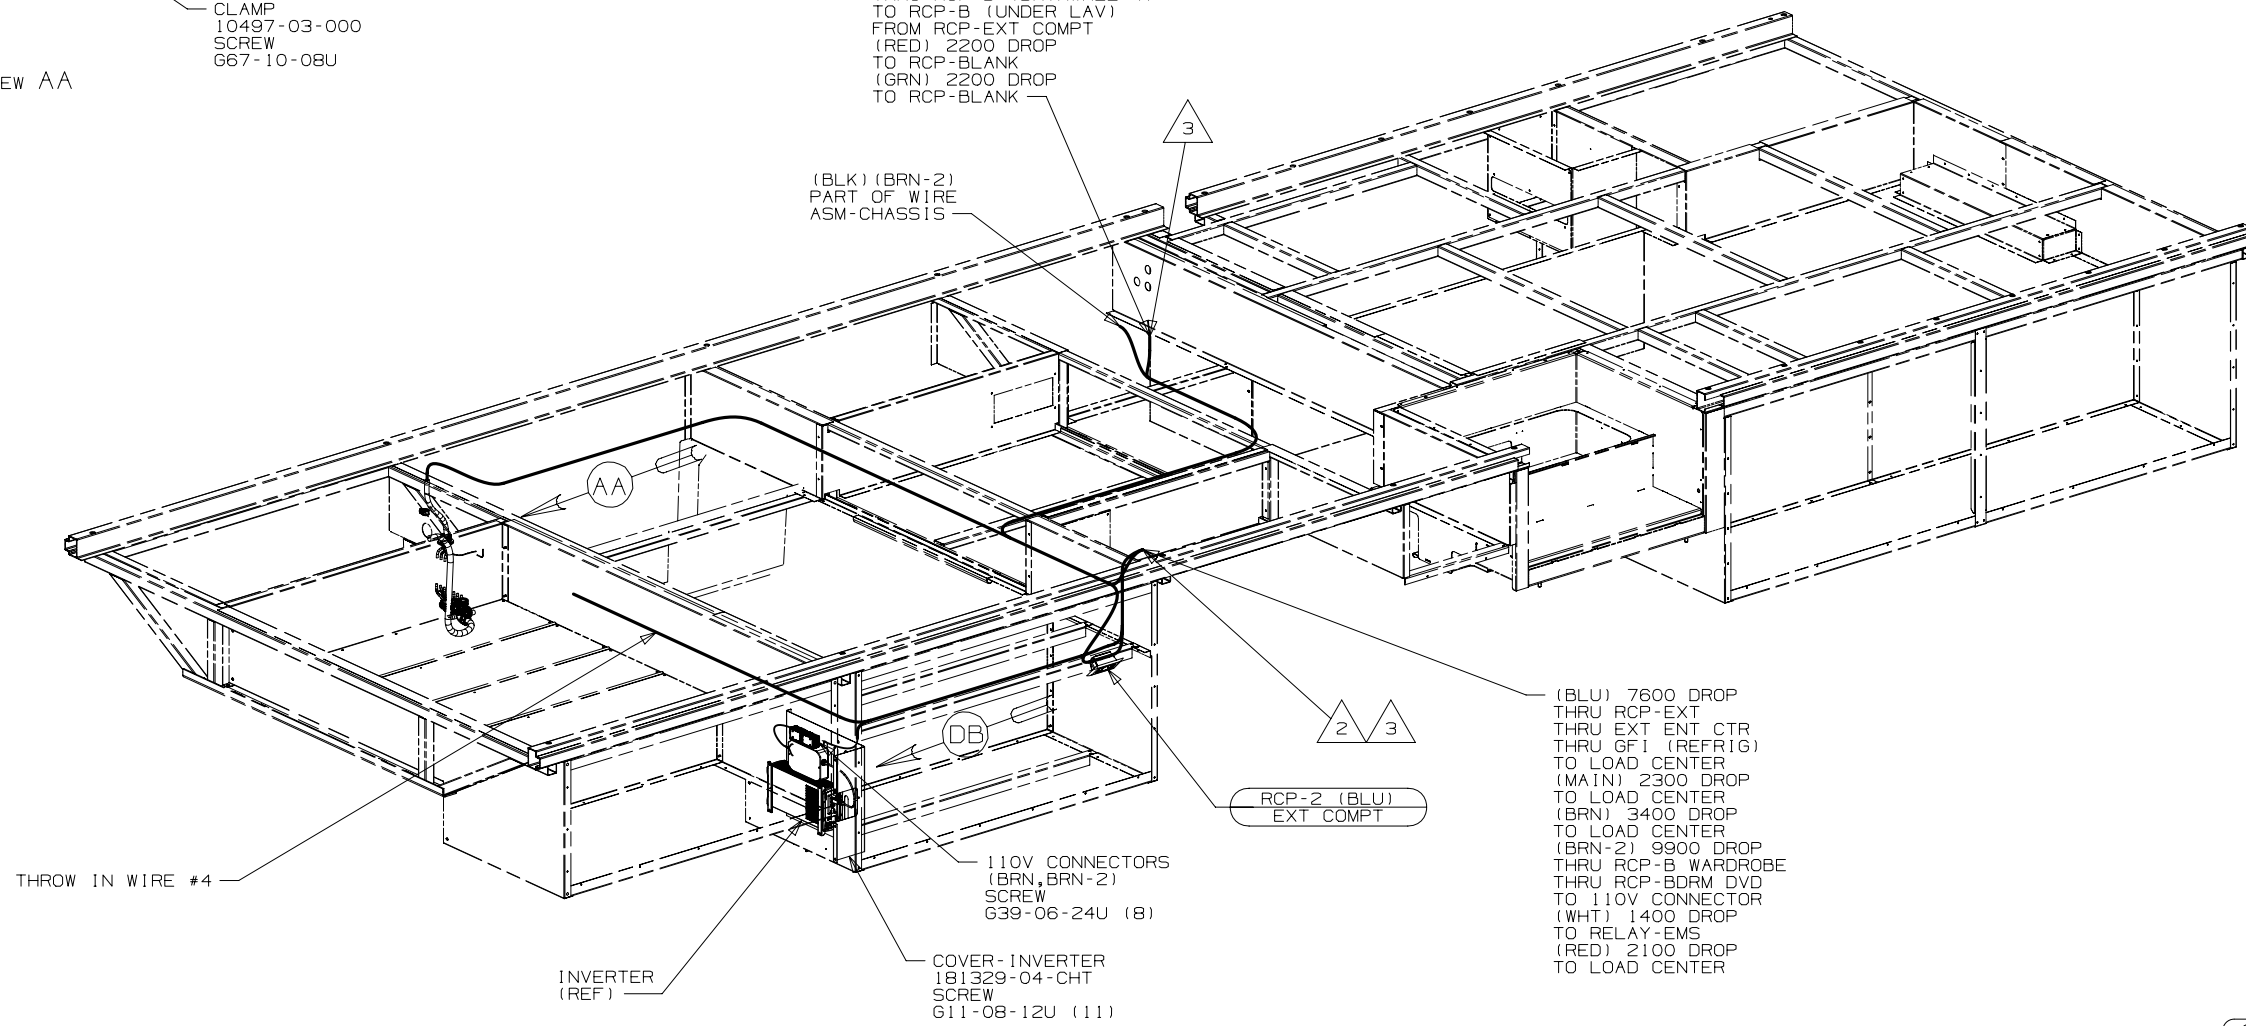 CLAMP
10497-03-000
SCREW
G67-10-08U
EW AA
TO RCP-B (UNDER LAV)
FROM RCP-EXT COMPT
(RED) 2200 DROP
TO RCP-BLANK
(GRN) 2200 DROP
TO RCP-BLANK
3
(BLK)(BRN-2)
PART OF WIRE
ASM-CHASSIS
AA
DB
2 3
(BLU) 7600 DROP
THRU RCP-EXT
THRU EXT ENT CTR
THRU GFI (REFRIG)
TO LOAD CENTER
(MAIN) 2300 DROP
TO LOAD CENTER
(BRN) 3400 DROP
TO LOAD CENTER
(BRN-2) 9900 DROP
THRU RCP-B WARDROBE
THRU RCP-BDRM DVD
TO 110V CONNECTOR
(WHT) 1400 DROP
TO RELAY-EMS
(RED) 2100 DROP
TO LOAD CENTER
RCP-2 (BLU)
EXT COMPT
THROW IN WIRE #4
110V CONNECTORS
(BRN,BRN-2)
SCREW
G39-06-24U (8)
INVERTER
(REF)
COVER-INVERTER
181329-04-CHT
SCREW
G11-08-12U (11)